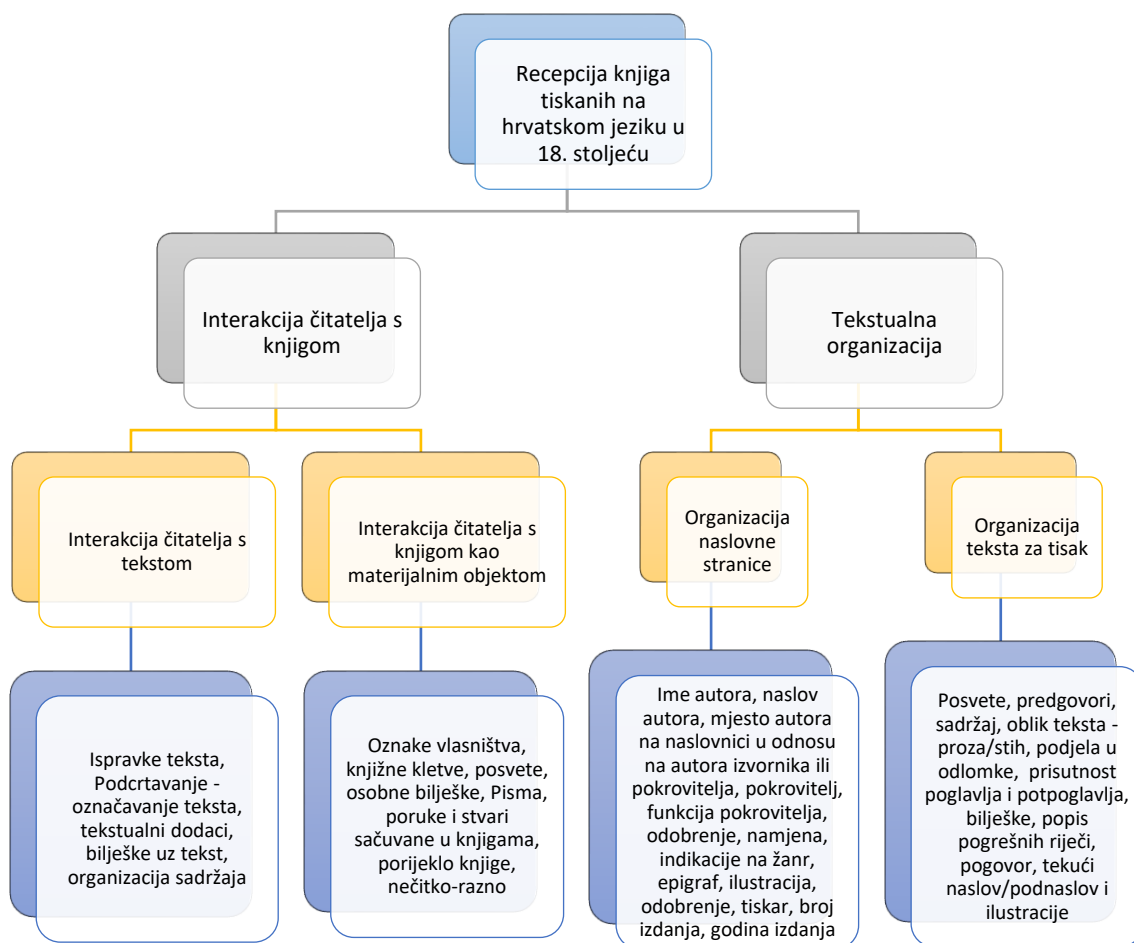 Recepcija knjiga
tiskanih na
hrvatskom jeziku u
18. stoljeću
Interakcija čitatelja s
knjigom
Tekstualna
organizacija
Interakcija čitatelja s
tekstom
Interakcija čitatelja s
knjigom kao
materijalnim objektom
Organizacija
naslovne
stranice
Organizacija
teksta za tisak
Ispravke teksta,
Podcrtavanje -
označavanje teksta,
tekstualni dodaci,
bilješke uz tekst,
organizacija sadržaja
Oznake vlasništva,
knjižne kletve, posvete,
osobne bilješke, Pisma,
poruke i stvari
sačuvane u knjigama,
porijeklo knjige,
nečitko-razno
Ime autora, naslov
autora, mjesto autora
na naslovnici u odnosu
na autora izvornika ili
pokrovitelja, pokrovitelj,
funkcija pokrovitelja,
odobrenje, namjena,
indikacije na žanr,
epigraf, ilustracija,
odobrenje, tiskar, broj
izdanja, godina izdanja
Posvete, predgovori,
sadržaj, oblik teksta -
proza/stih, podjela u
odlomke, prisutnost
poglavlja i potpoglavlja,
bilješke, popis
pogrešnih riječi,
pogovor, tekući
naslov/podnaslov i
ilustracije